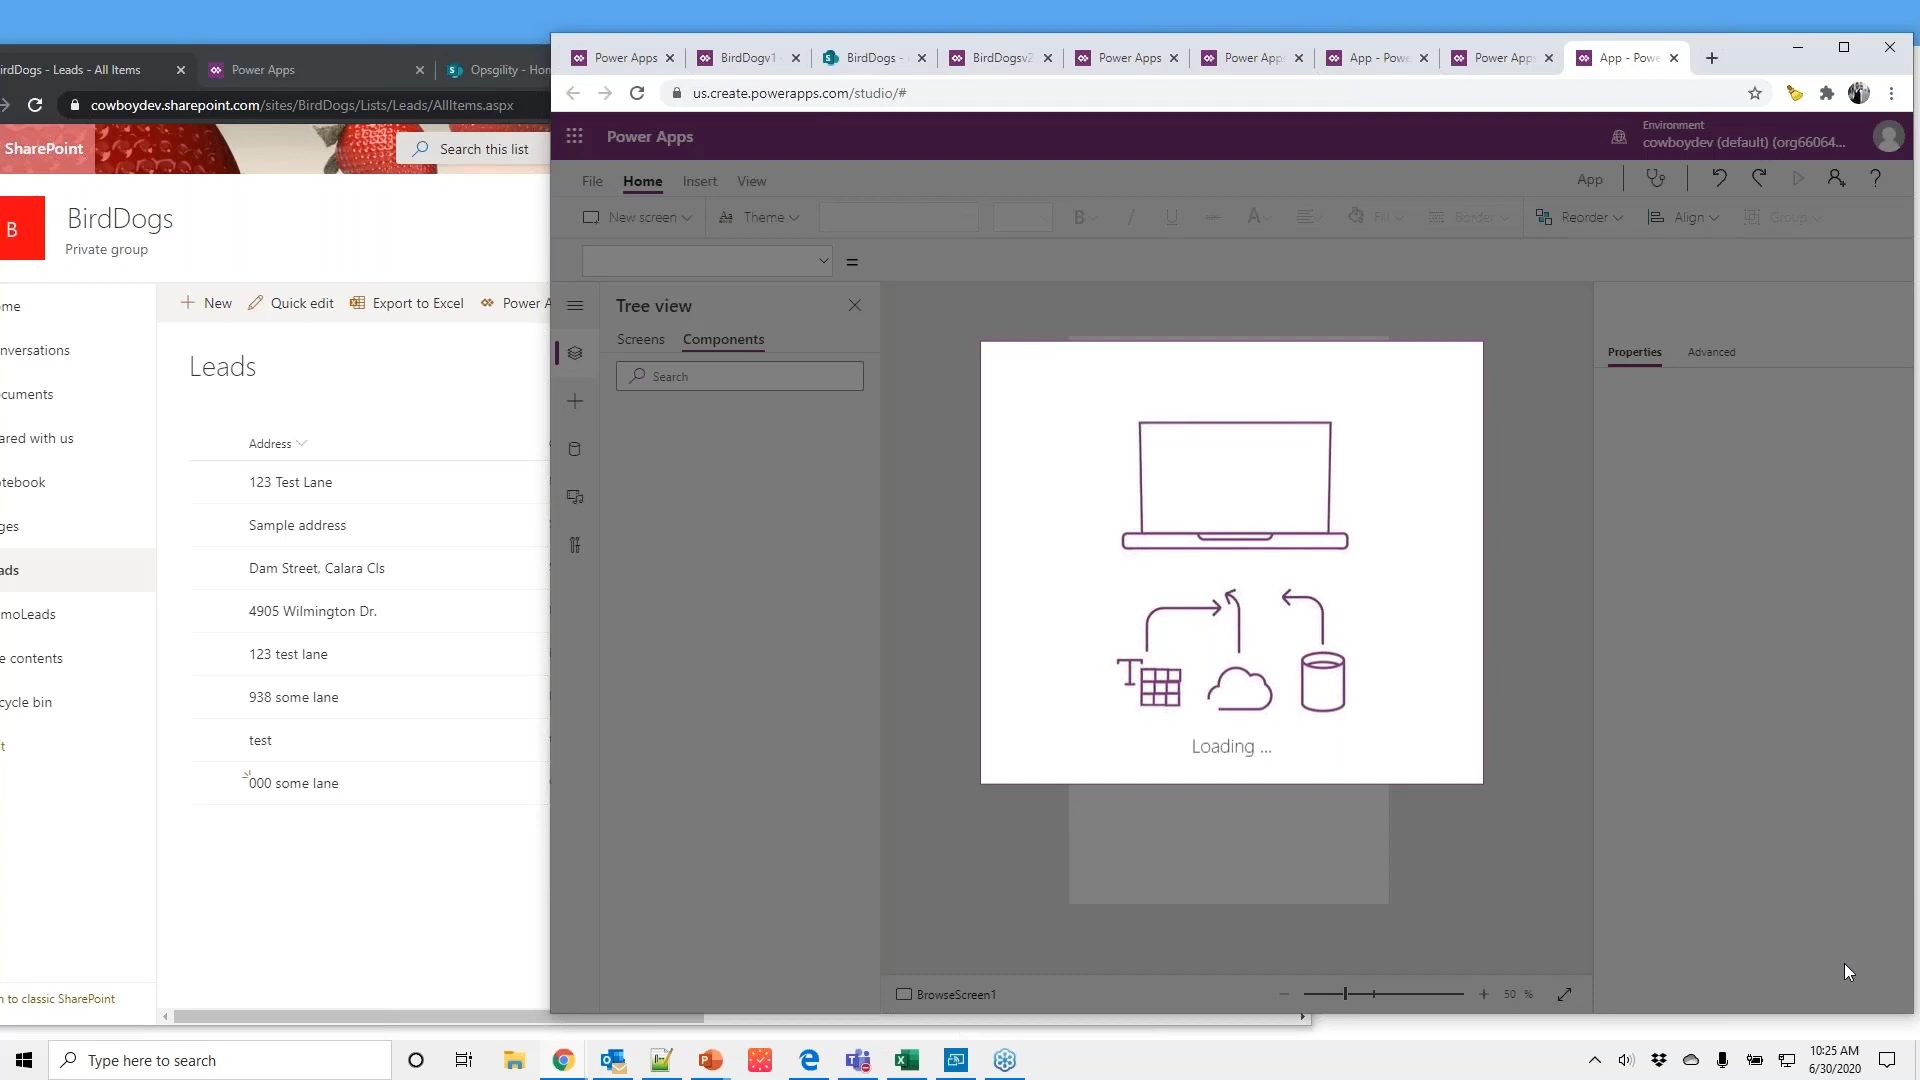 irdDogs - Leads - All Items
Power Apps
Opsgility - Hom
cowboydev.sharepoint.com/sites/BirdDogs/Lists/Leads/AllItems.aspx
SharePoint
Search this list
B
BirdDogs
Private group
ome
nversations
cuments
ared with us
tebook
ges
ads
moLeads
e contents
cycle bin
t
n to classic SharePoint
New
Quick edit
Export to Excel
Power A
Leads
Address
123 Test Lane
Sample address
Dam Street, Calara Cls
4905 Wilmington Dr.
123 test lane
938 some lane
test
000 some lane
Power Apps
BirdDogv1 -
BirdDogs -
BirdDogsv2
Power Apps
Power Apps
App - Powe
Power Apps
App - Powe
us.create.powerapps.com/studio/#
Power Apps
Environment
cowboydev (default) (org66064...
File
Home
Insert
View
App
New screen
Theme
B
I
U
A
Fill
Border
Reorder
Align
Group
=
Tree view
Screens
Components
Search
Loading ...
Properties
Advanced
BrowseScreen1
50 %
Type here to search
10:25 AM
6/30/2020